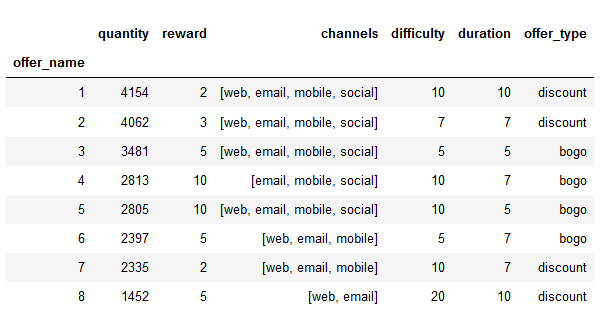 quantity reward channels difficulty duration offer_type
offer_name
1 4154 2 [web, email, mobile, social] 10 10 discount
2 4062 3 [web, email, mobile, social] 7 7 discount
3 3481 5 [web, email, mobile, social] 5 5 bogo
4 2813 10 [email, mobile, social] 10 7 bogo
5 2805 10 [web, email, mobile, social] 10 5 bogo
6 2397 5 [web, email, mobile] 5 7 bogo
7 2335 2 [web, email, mobile] 10 7 discount
8 1452 5 [web, email] 20 10 discount